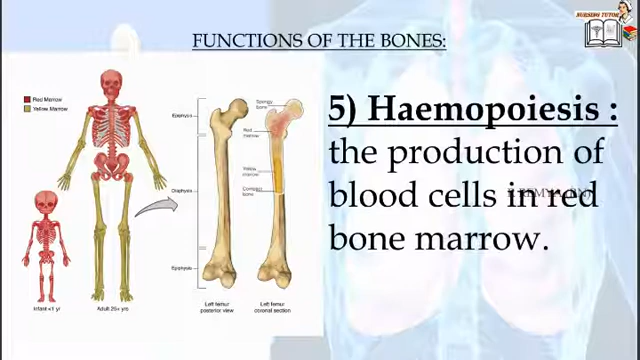 NURSING TUTOR
FUNCTIONS OF THE BONES:
Red Marrow
Yellow Marrow
Epiphysis
Diaphysis
Epiphysis
Spongy
bone
Red
marrow
Yellow
marrow
Compact
bone
Infant <1 yr
Adult 25+ yrs
Left femur
posterior view
Left femur
coronal section
5) Haemopoiesis :
the production of
blood cells in red
bone marrow.